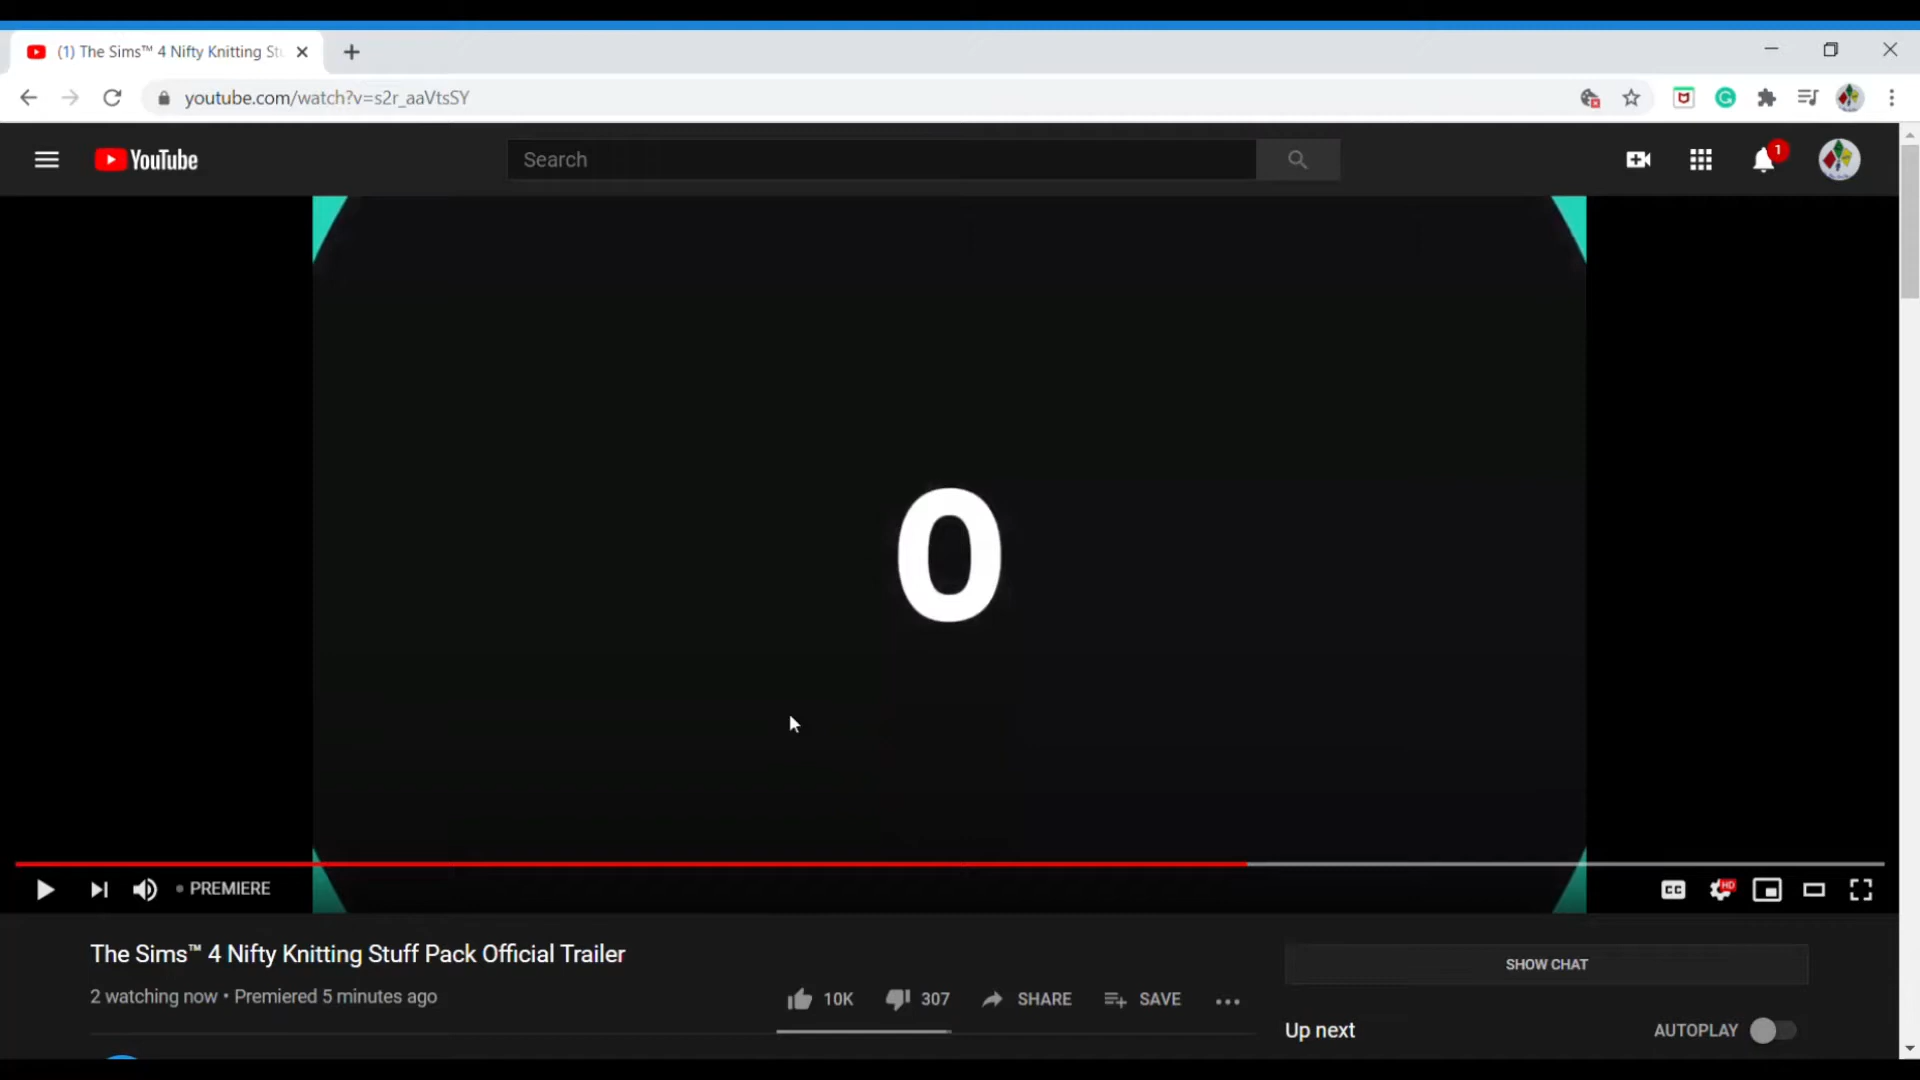 (1) The Sims™ 4 Nifty Knitting St
youtube.com/watch?v=s2r_aaVtsSY
YouTube
Search
1
0
PREMIERE
CC
HD
The Sims™ 4 Nifty Knitting Stuff Pack Official Trailer
2 watching now • Premiered 5 minutes ago
10K
307
SHARE
SAVE
SHOW CHAT
Up next
AUTOPLAY